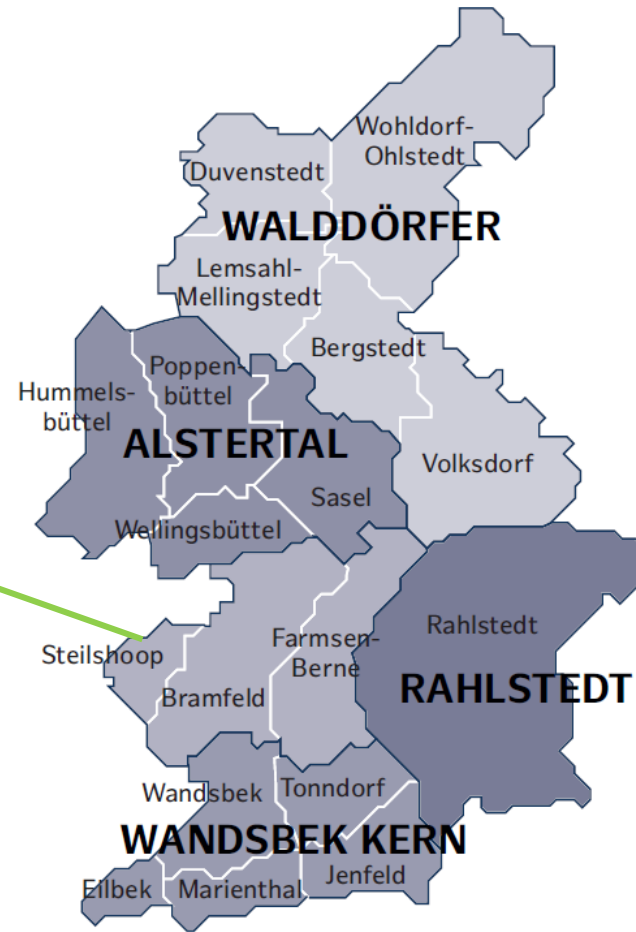 Wohldorf-
Ohlstedt
Duvenstedt
WALDDÖRFER
Lemsahl-
Mellingstedt
Bergstedt
Poppen-
büttel
Hummels-
büttel
ALSTERTAL
Volksdorf
Sasel
Wellingsbüttel
Rahlstedt
Farmsen-
Berne
Steilshoop
RAHLSTEDT
Bramfeld
Tonndorf
Wandsbek
WANDSBEK KERN
Jenfeld
Eilbek
Marienthal